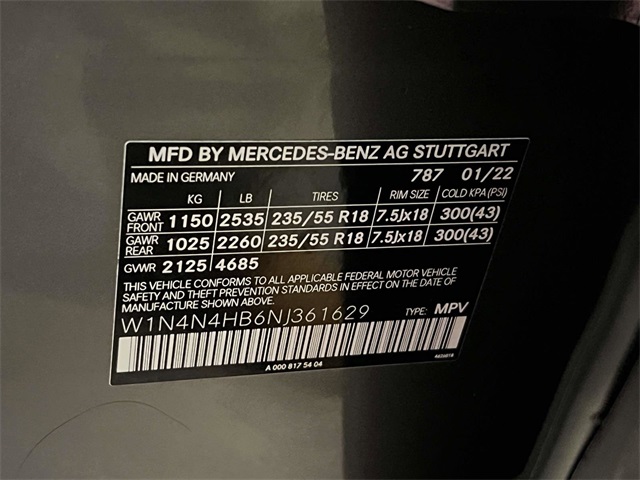 MFD BY MERCEDES-BENZ AG STUTTGART
MADE IN GERMANY 787 01/22
KG LB TIRES RIM SIZE COLD KPA (PSI)
GAWR FRONT 1150 2535 235/55 R18 7.5Jx18 300(43)
GAWR REAR 1025 2260 235/55 R18 7.5Jx18 300(43)
GVWR 2125 4685
THIS VEHICLE CONFORMS TO ALL APPLICABLE FEDERAL MOTOR VEHICLE
SAFETY AND THEFT PREVENTION STANDARDS IN EFFECT ON THE DATE OF
MANUFACTURE SHOWN ABOVE. TYPE:
W1N4N4HB6NJ361629 MPV
A 000 817 54 04